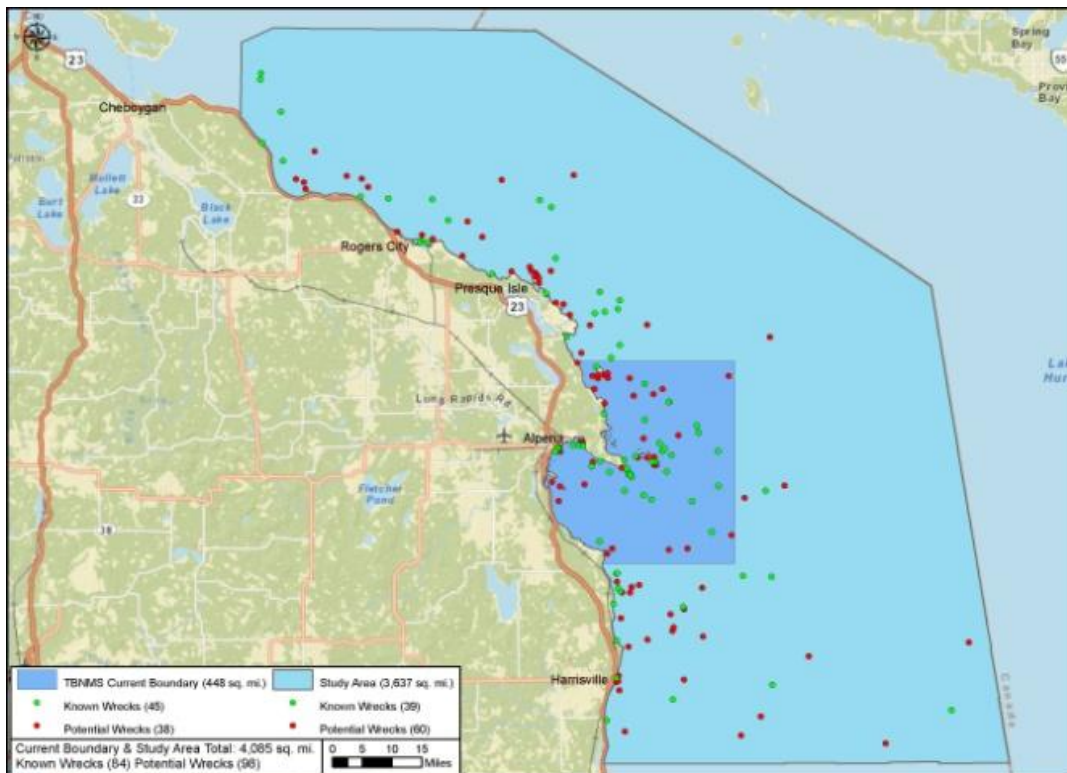 23
Cheboygan
Mullett
Lake
Burt
Lake
33
Black
Lake
Rogers City
Presque Isle
23
Long Rapids Rd
Alpena
Fletcher
Pond
Harrisville
Spring
Bay
Bay
Canada
TBNMS Current Boundary (448 sq. mi.)
Study Area (3,637 sq. mi.)
Known Wrecks (45)
Known Wrecks (39)
Potential Wrecks (38)
Potential Wrecks (60)
Current Boundary & Study Area Total: 4,085 sq. mi.
0 5 10 15
Known Wrecks (84) Potential Wrecks (98)
Miles